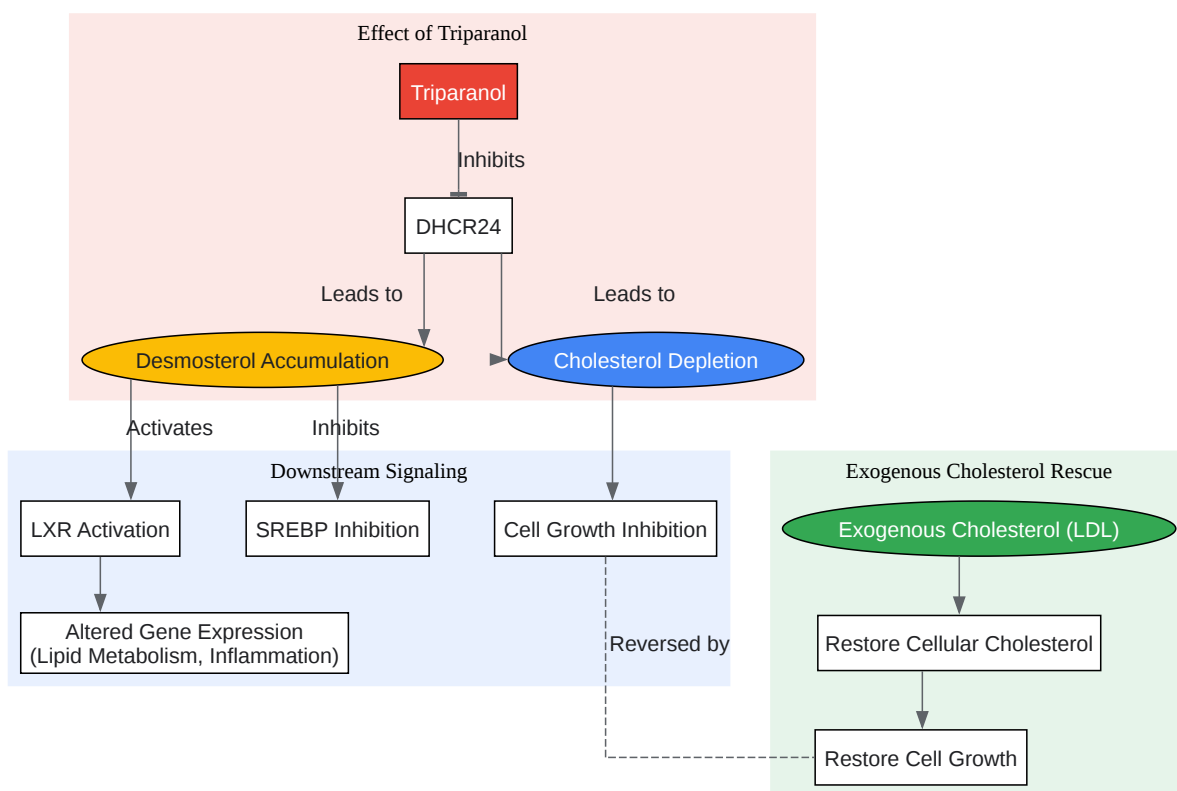 Effect of Triparanol
Triparanol
Inhibits
DHCR24
Leads to
Leads to
Desmosterol Accumulation
Cholesterol Depletion
Activates
Inhibits
Downstream Signaling
Exogenous Cholesterol Rescue
LXR Activation
SREBP Inhibition
Cell Growth Inhibition
Exogenous Cholesterol (LDL)
Altered Gene Expression
(Lipid Metabolism, Inflammation)
Reversed by
Restore Cellular Cholesterol
Restore Cell Growth